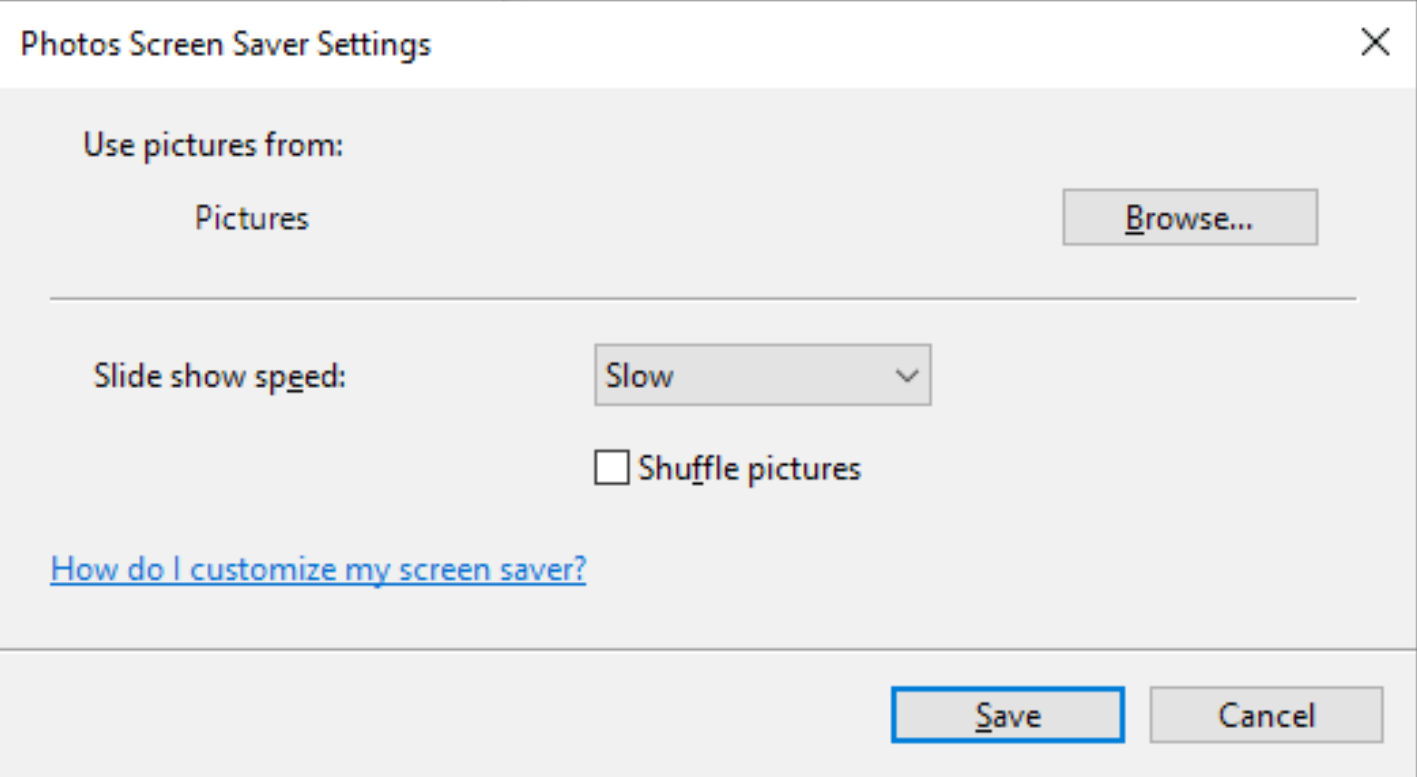 Photos Screen Saver Settings
Use pictures from:
Pictures
Browse...
Slide show speed:
Slow
Shuffle pictures
How do I customize my screen saver?
Save
Cancel